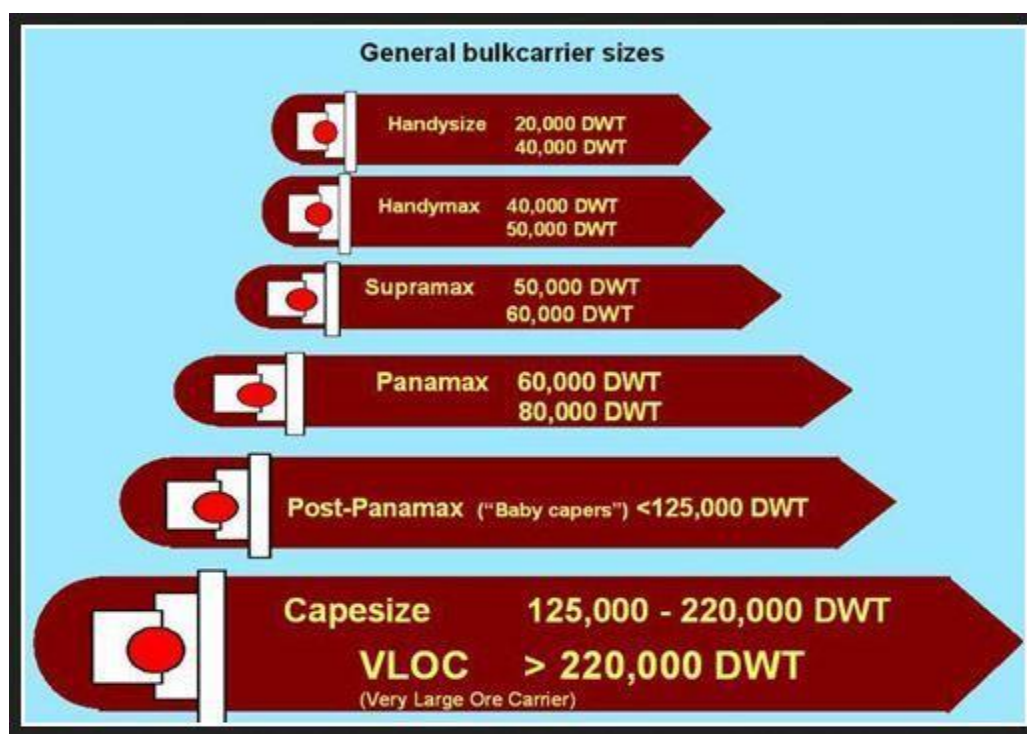 General bulkcarrier sizes
Handysize 20,000 DWT
40,000 DWT
Handymax 40,000 DWT
50,000 DWT
Supramax 50,000 DWT
60,000 DWT
Panamax 60,000 DWT
80,000 DWT
Post-Panamax ("Baby capers") <125,000 DWT
Capesize 125,000 - 220,000 DWT
VLOC > 220,000 DWT
(Very Large Ore Carrier)